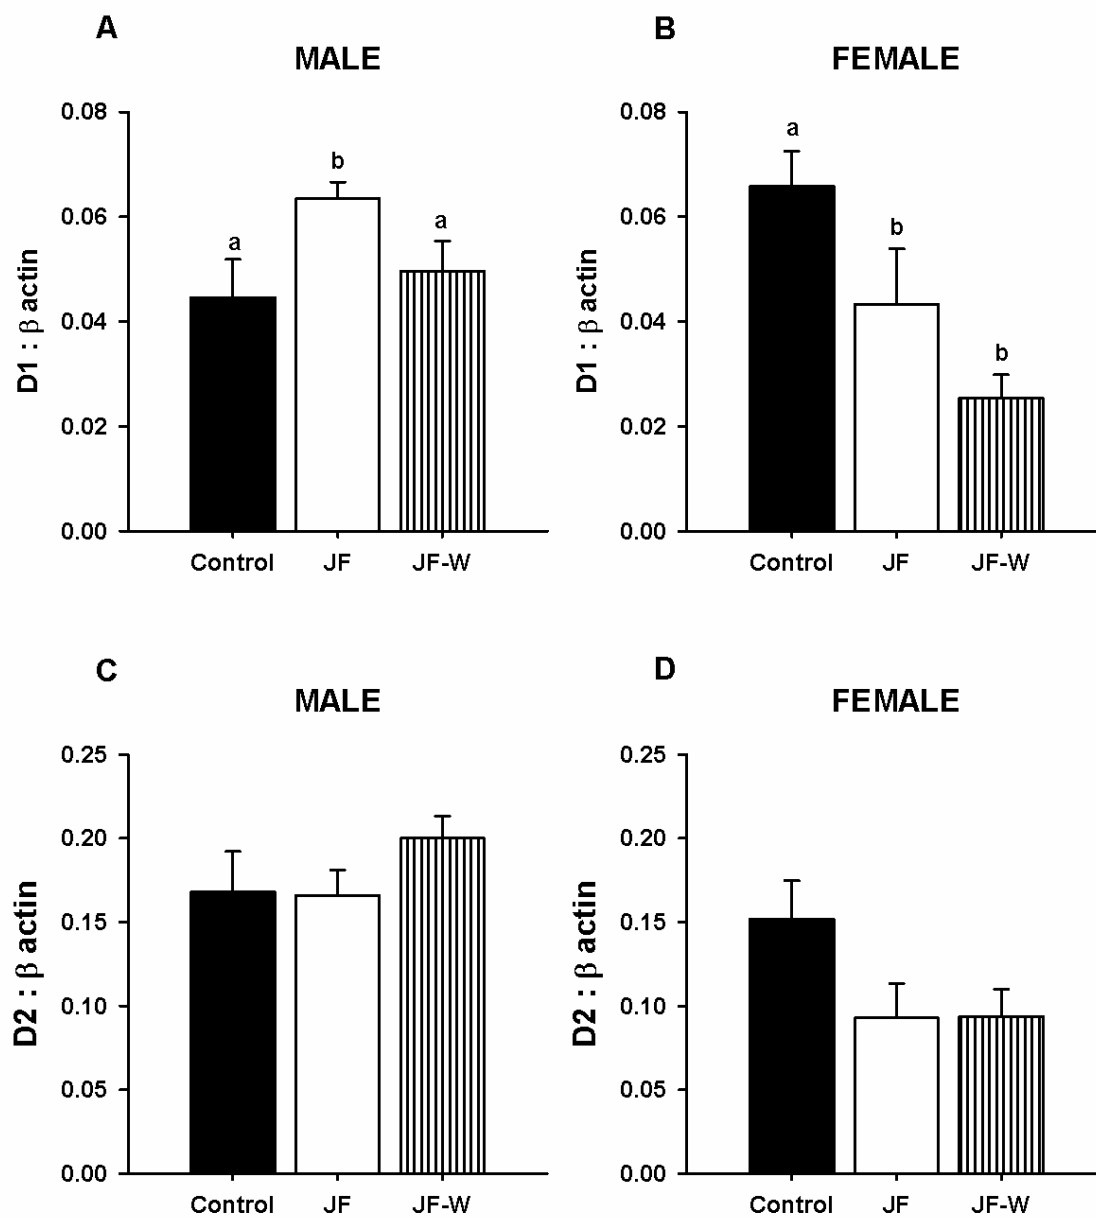 A
MALE
0.08
0.06
0.04
0.02
0.00
D1 : β actin
a
b
a
Control JF JF-W
B
FEMALE
0.08
0.06
0.04
0.02
0.00
D1 : β actin
a
b
b
Control JF JF-W
C
MALE
0.25
0.20
0.15
0.10
0.05
0.00
D2 : β actin
Control JF JF-W
D
FEMALE
0.25
0.20
0.15
0.10
0.05
0.00
D2 : β actin
Control JF JF-W